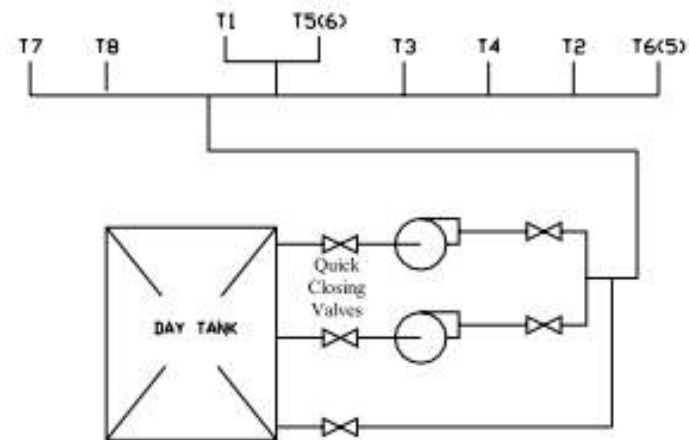 T1 T5(6)
T7 T8 T3 T4 T2 T6(5)
Quick
Closing
Valves
DAY TANK